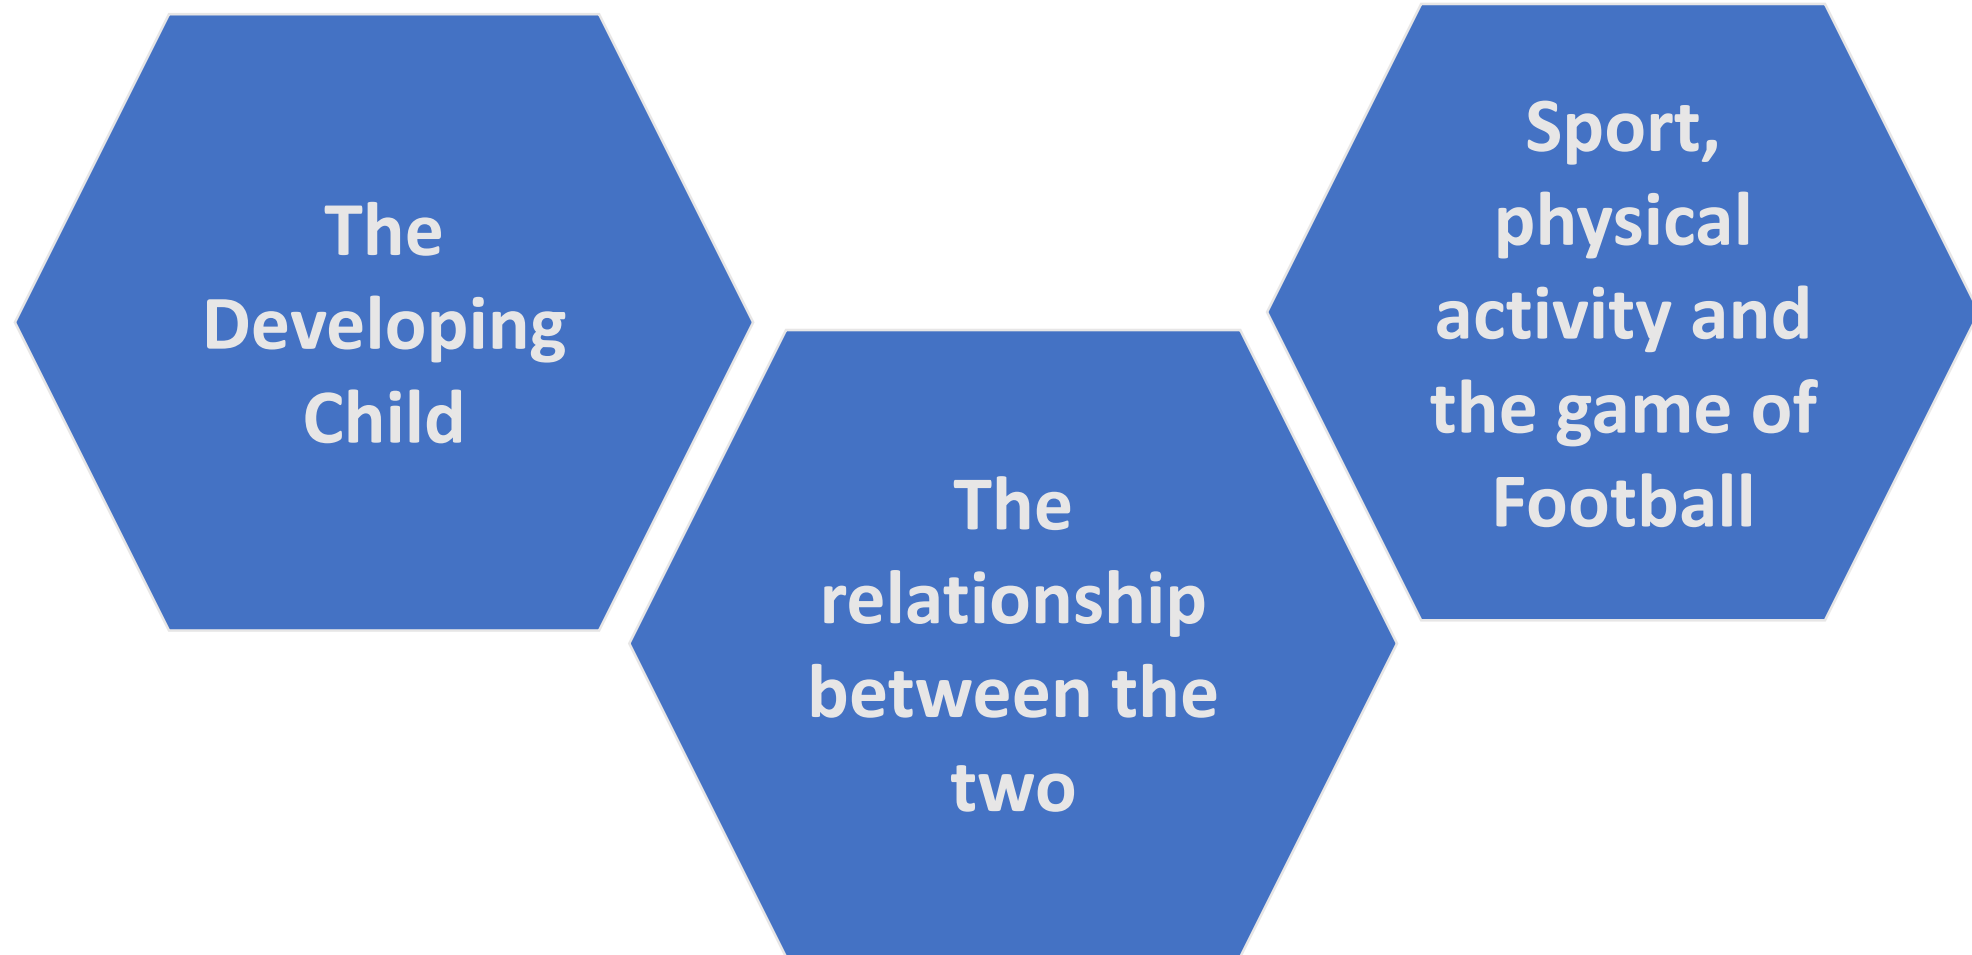 The
Developing
Child
The
relationship
between the
two
Sport,
physical
activity and
the game of
Football